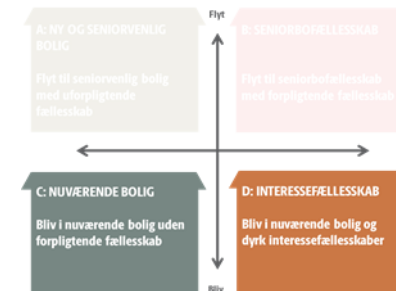 Flyt
A: NY OG SENIORVENLIG
BOLIG
Flyt til seniorvenlig bolig
med uforpligtende
fællesskab
B: SENIORBOFÆLLESSKAB
Flyt til seniorbofællesskab
med forpligtende fællesskab
C: NUVÆRENDE BOLIG
Bliv i nuværende bolig uden
forpligtende fællesskab
D: INTERESSEFÆLLESSKAB
Bliv i nuværende bolig og
dyrk interessefællesskaber
Bliv